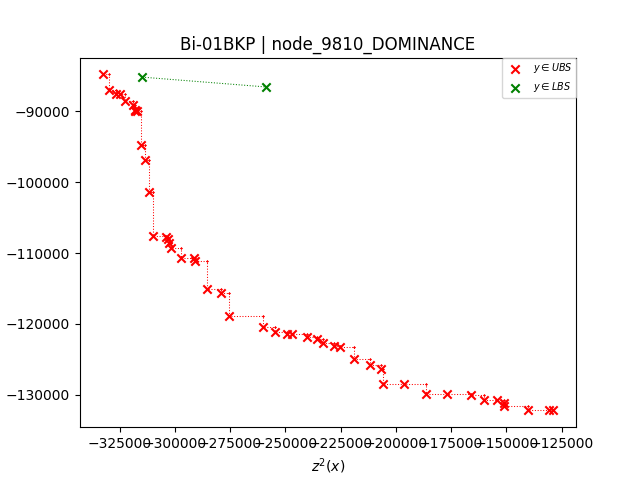 Bi-01BKP | node_9810_DOMINANCE
y ∈ UBS
y ∈ LBS
−90000
−100000
−110000
−120000
−130000
−325000 −300000 −275000 −250000 −225000 −200000 −175000 −150000 −125000
z²(x)